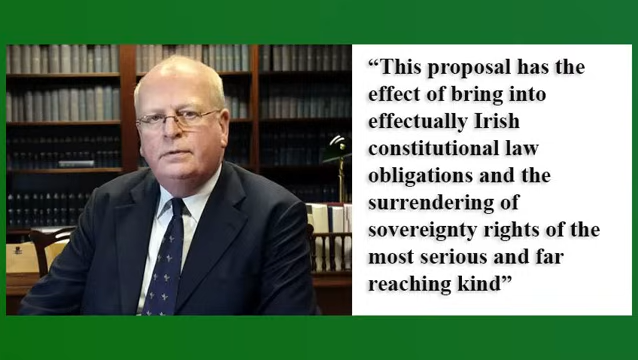 “This proposal has the
effect of bring into
effectually Irish
constitutional law
obligations and the
surrendering of
sovereignty rights of the
most serious and far
reaching kind”